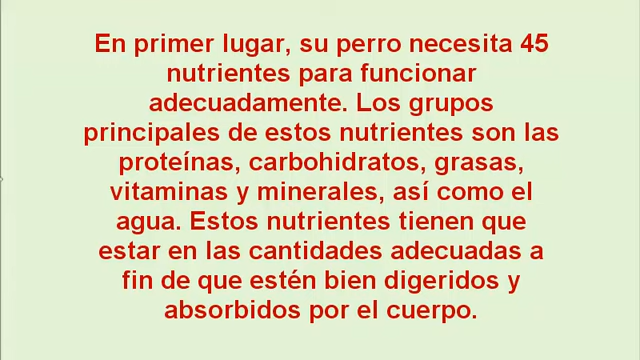 En primer lugar, su perro necesita 45
nutrientes para funcionar
adecuadamente. Los grupos
principales de estos nutrientes son las
proteínas, carbohidratos, grasas,
vitaminas y minerales, así como el
agua. Estos nutrientes tienen que
estar en las cantidades adecuadas a
fin de que estén bien digeridos y
absorbidos por el cuerpo.